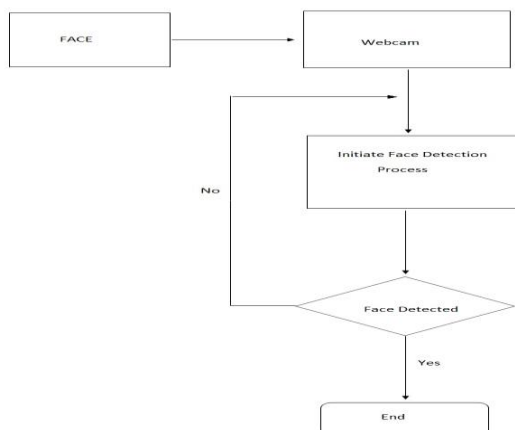 FACE
Webcam
Initiate Face Detection
Process
No
Face Detected
Yes
End